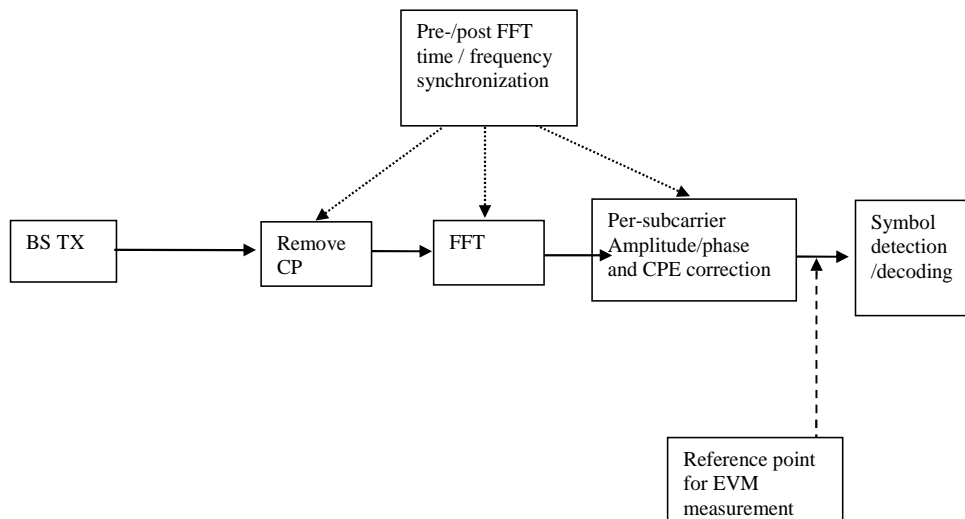 Pre-/post FFT
time / frequency
synchronization
BS TX
Remove
CP
FFT
Per-subcarrier
Amplitude/phase
and CPE correction
Symbol
detection
/decoding
Reference point
for EVM
measurement